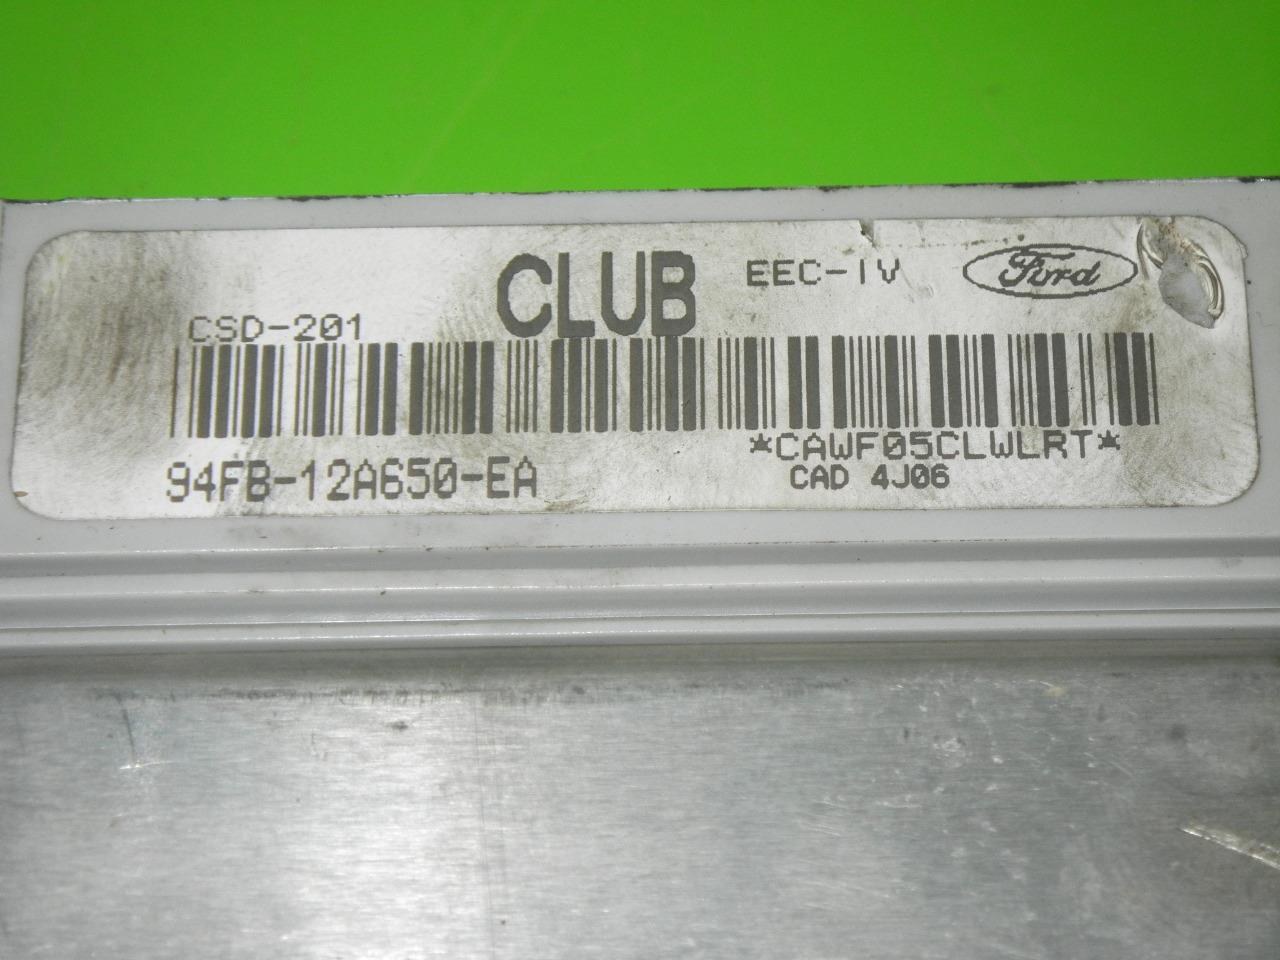 CLUB EEC-IV Ford
CSD-201
*CAWF05CLWLRT*
94FB-12A650-EA
CAD 4J06